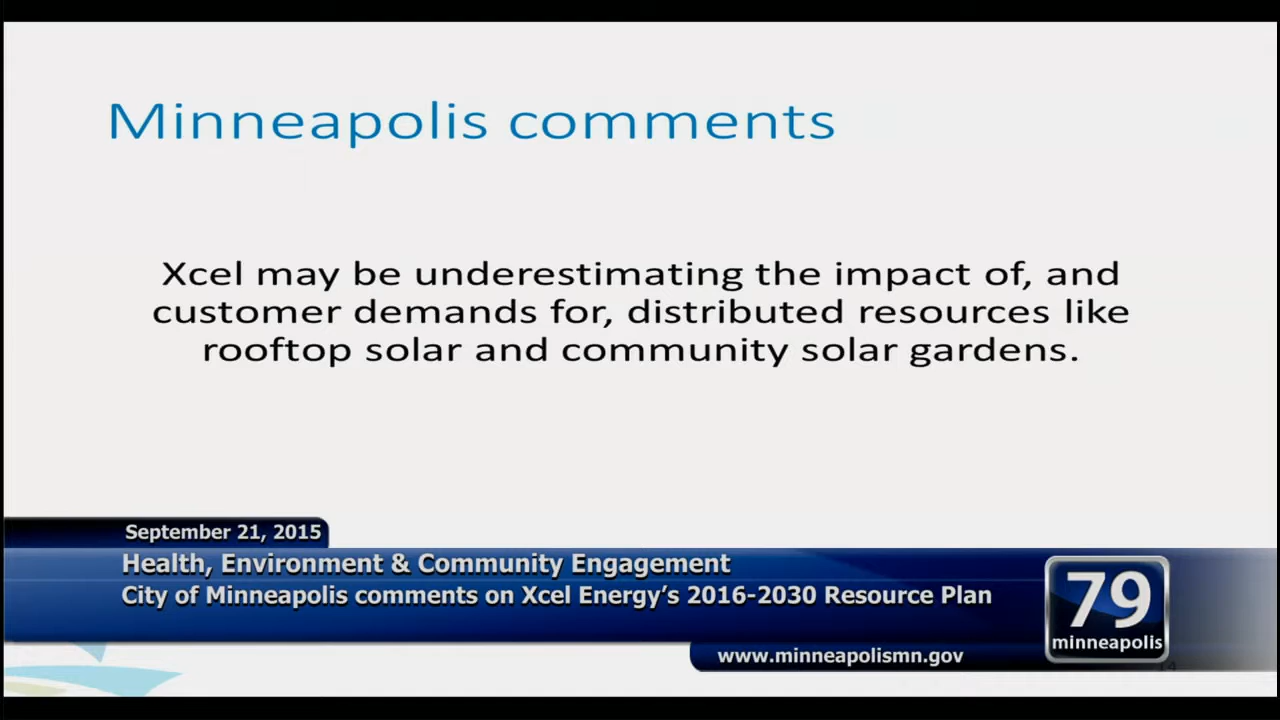 Minneapolis comments
Xcel may be underestimating the impact of, and
customer demands for, distributed resources like
rooftop solar and community solar gardens.
September 21, 2015
Health, Environment & Community Engagement
City of Minneapolis comments on Xcel Energy’s 2016-2030 Resource Plan
79
minneapolis
www.minneapolismn.gov
14